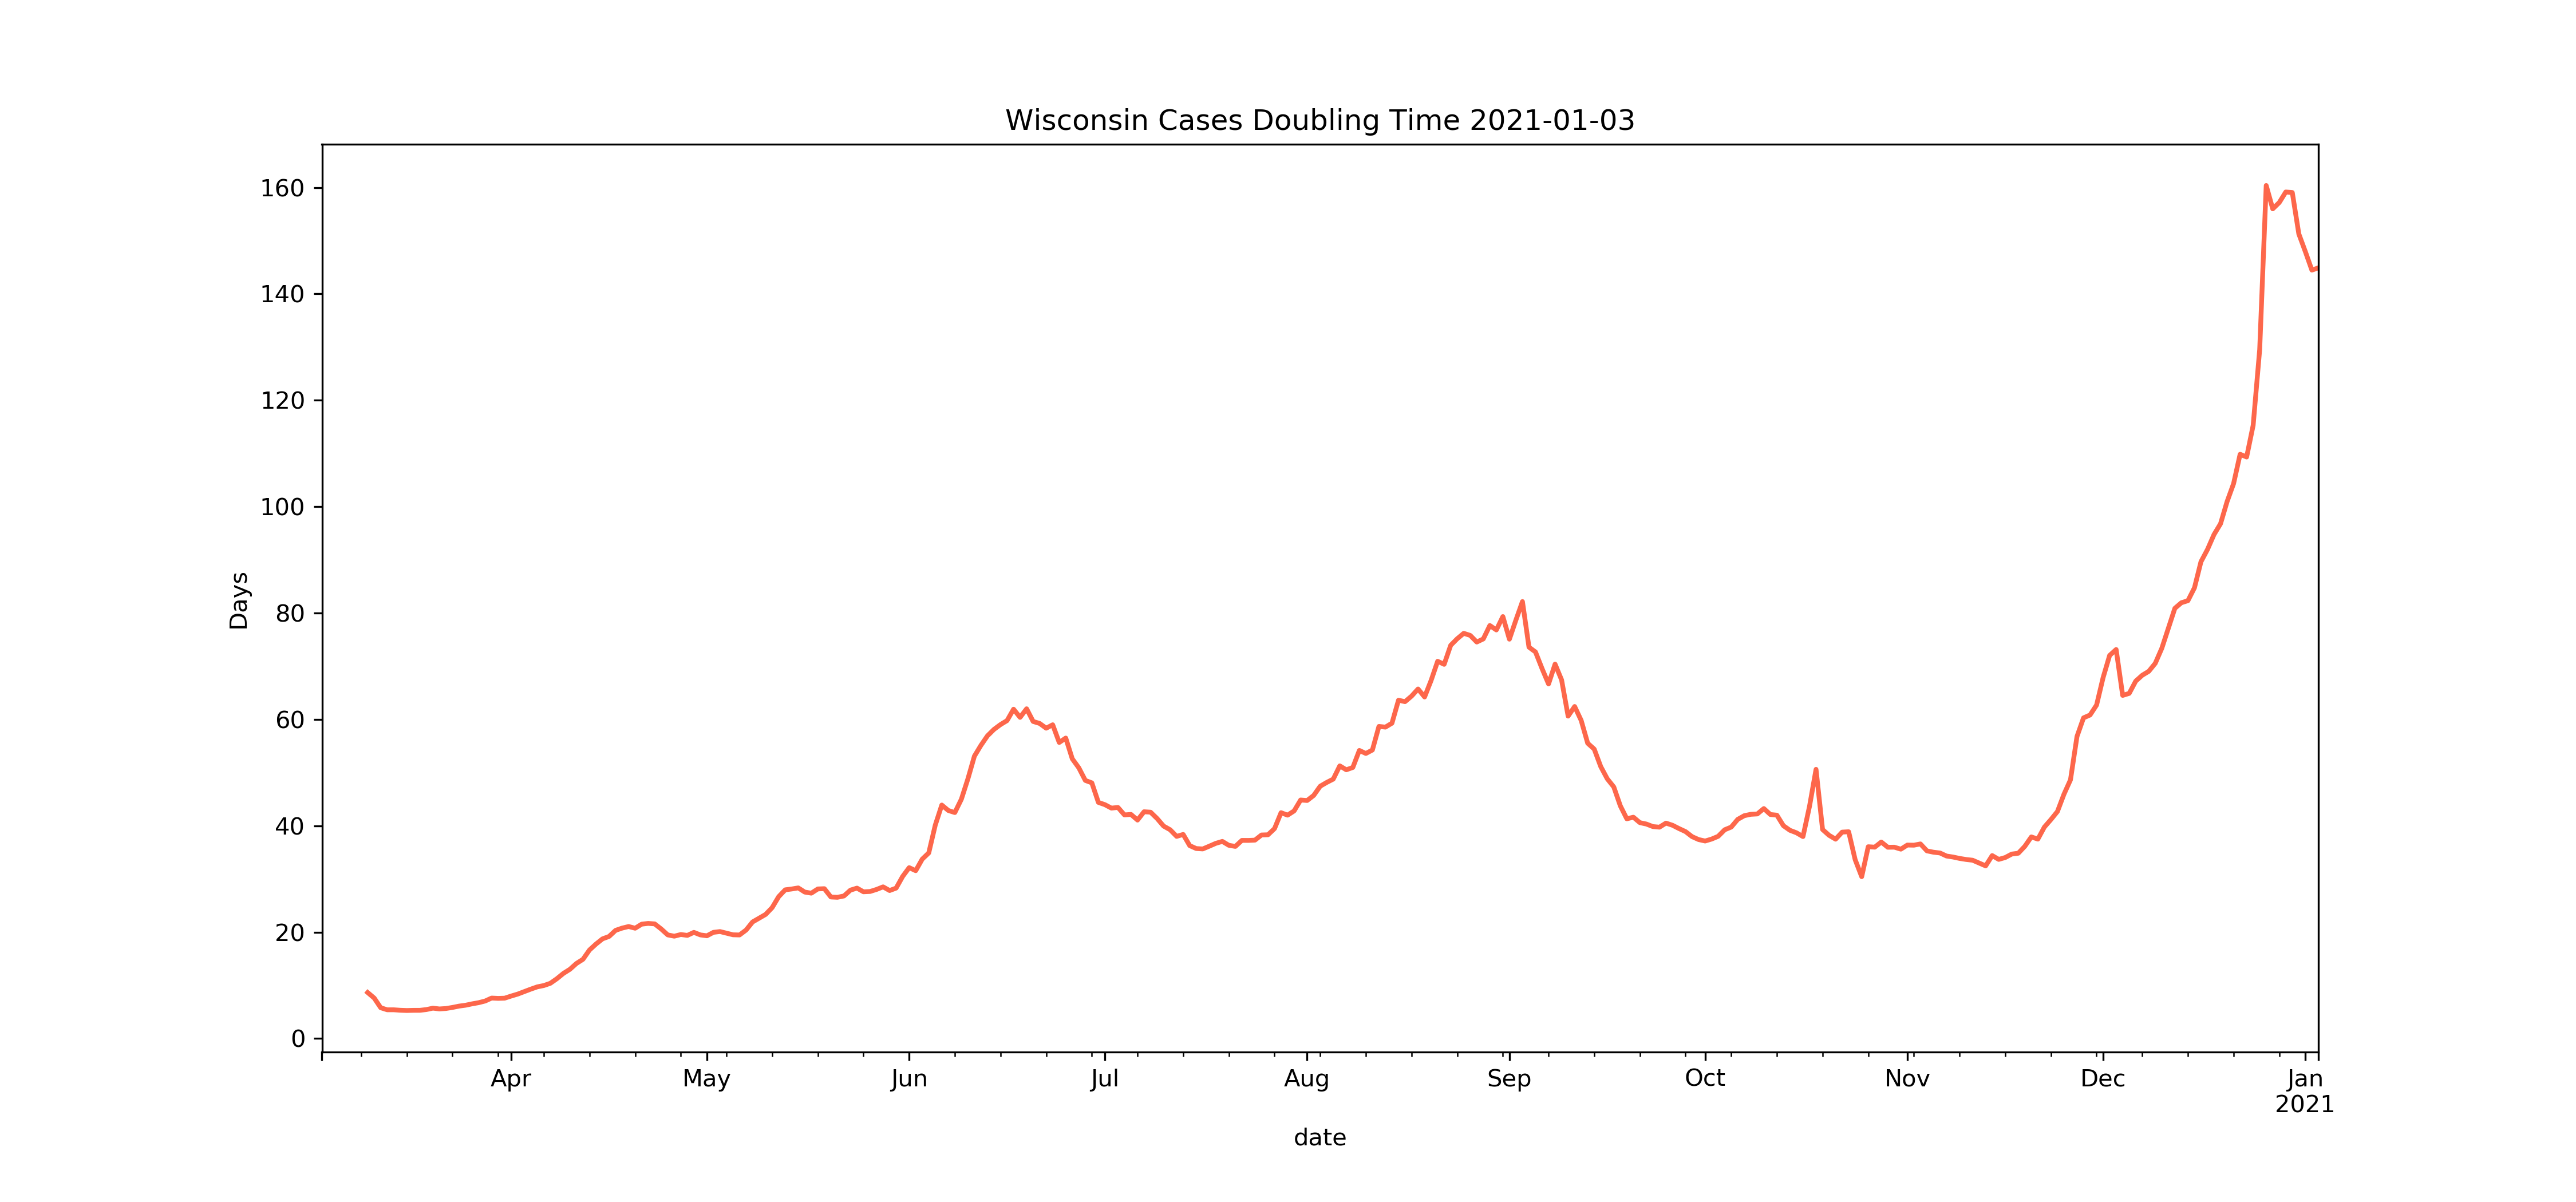 Wisconsin Cases Doubling Time 2021-01-03
160
140
120
100
80
60
40
20
0
Days
Apr May Jun Jul Aug Sep Oct Nov Dec Jan
2021
date